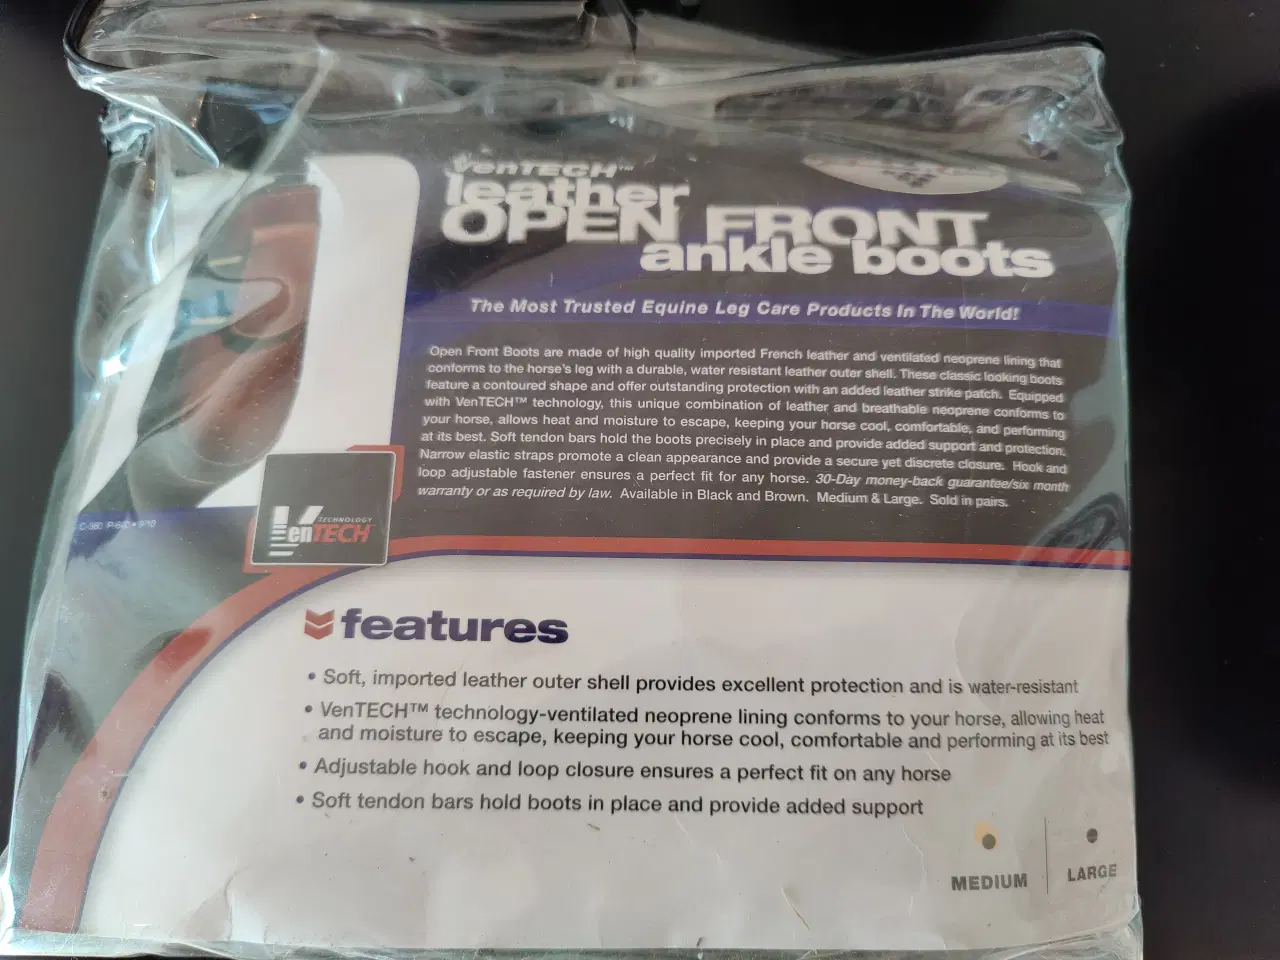 VenTECH™
leather
OPEN FRONT
ankle boots
The Most Trusted Equine Leg Care Products In The World!
Open Front Boots are made of high quality imported French leather and ventilated neoprene lining that
conforms to the horse's leg with a durable, water resistant leather outer shell. These classic looking boots
feature a contoured shape and offer outstanding protection with an added leather strike patch. Equipped
with VenTECH™ technology, this unique combination of leather and breathable neoprene conforms to
your horse, allows heat and moisture to escape, keeping your horse cool, comfortable, and performing
at its best. Soft tendon bars hold the boots precisely in place and provide added support and protection.
Narrow elastic straps promote a clean appearance and provide a secure yet discrete closure. Hook and
loop adjustable fastener ensures a perfect fit for any horse. 30-Day money-back guarantee/six month
warranty or as required by law. Available in Black and Brown. Medium & Large. Sold in pairs.
TECHNOLOGY
VenTECH
features
• Soft, imported leather outer shell provides excellent protection and is water-resistant
• VenTECH™ technology-ventilated neoprene lining conforms to your horse, allowing heat
and moisture to escape, keeping your horse cool, comfortable and performing at its best
• Adjustable hook and loop closure ensures a perfect fit on any horse
• Soft tendon bars hold boots in place and provide added support
MEDIUM
LARGE